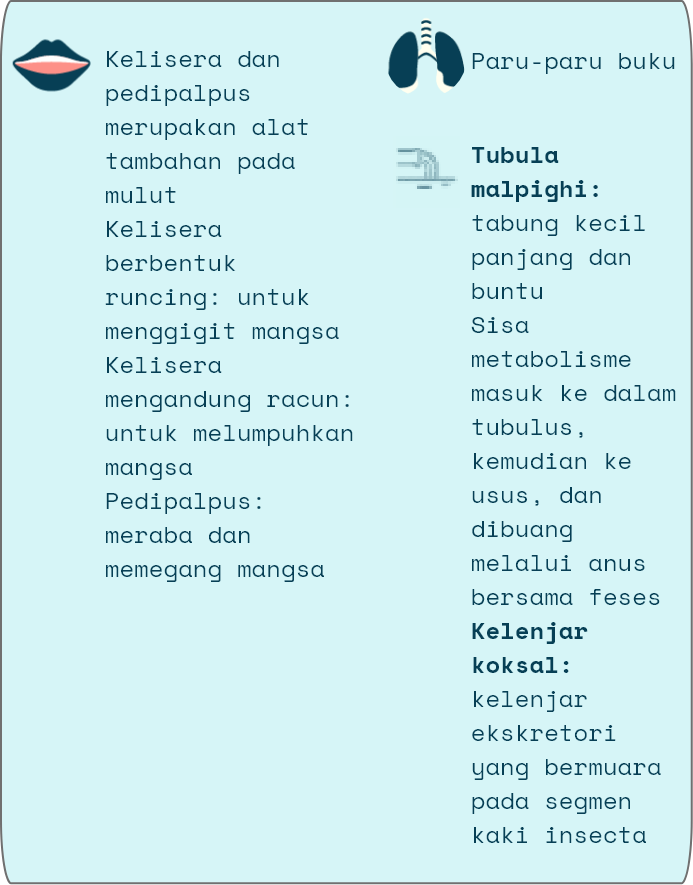 Kelisera dan
pedipalpus
merupakan alat
tambahan pada
mulut
Kelisera
berbentuk
runcing: untuk
menggigit mangsa
Kelisera
mengandung racun:
untuk melumpuhkan
mangsa
Pedipalpus:
meraba dan
memegang mangsa
Paru-paru buku
Tubula
malpighi:
tabung kecil
panjang dan
buntu
Sisa
metabolisme
masuk ke dalam
tubulus,
kemudian ke
usus, dan
dibuang
melalui anus
bersama feses
Kelenjar
koksal:
kelenjar
ekskretori
yang bermuara
pada segmen
kaki insecta